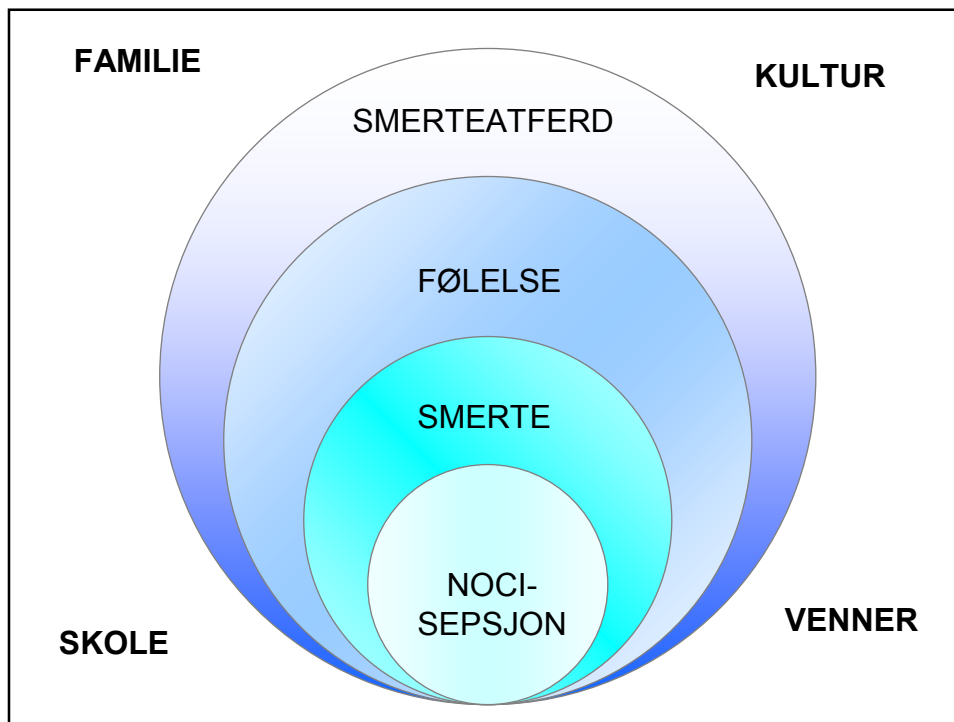 FAMILIE
KULTUR
SMERTEATFERD
FØLELSE
SMERTE
NOCI-
SEPSJON
SKOLE
VENNER